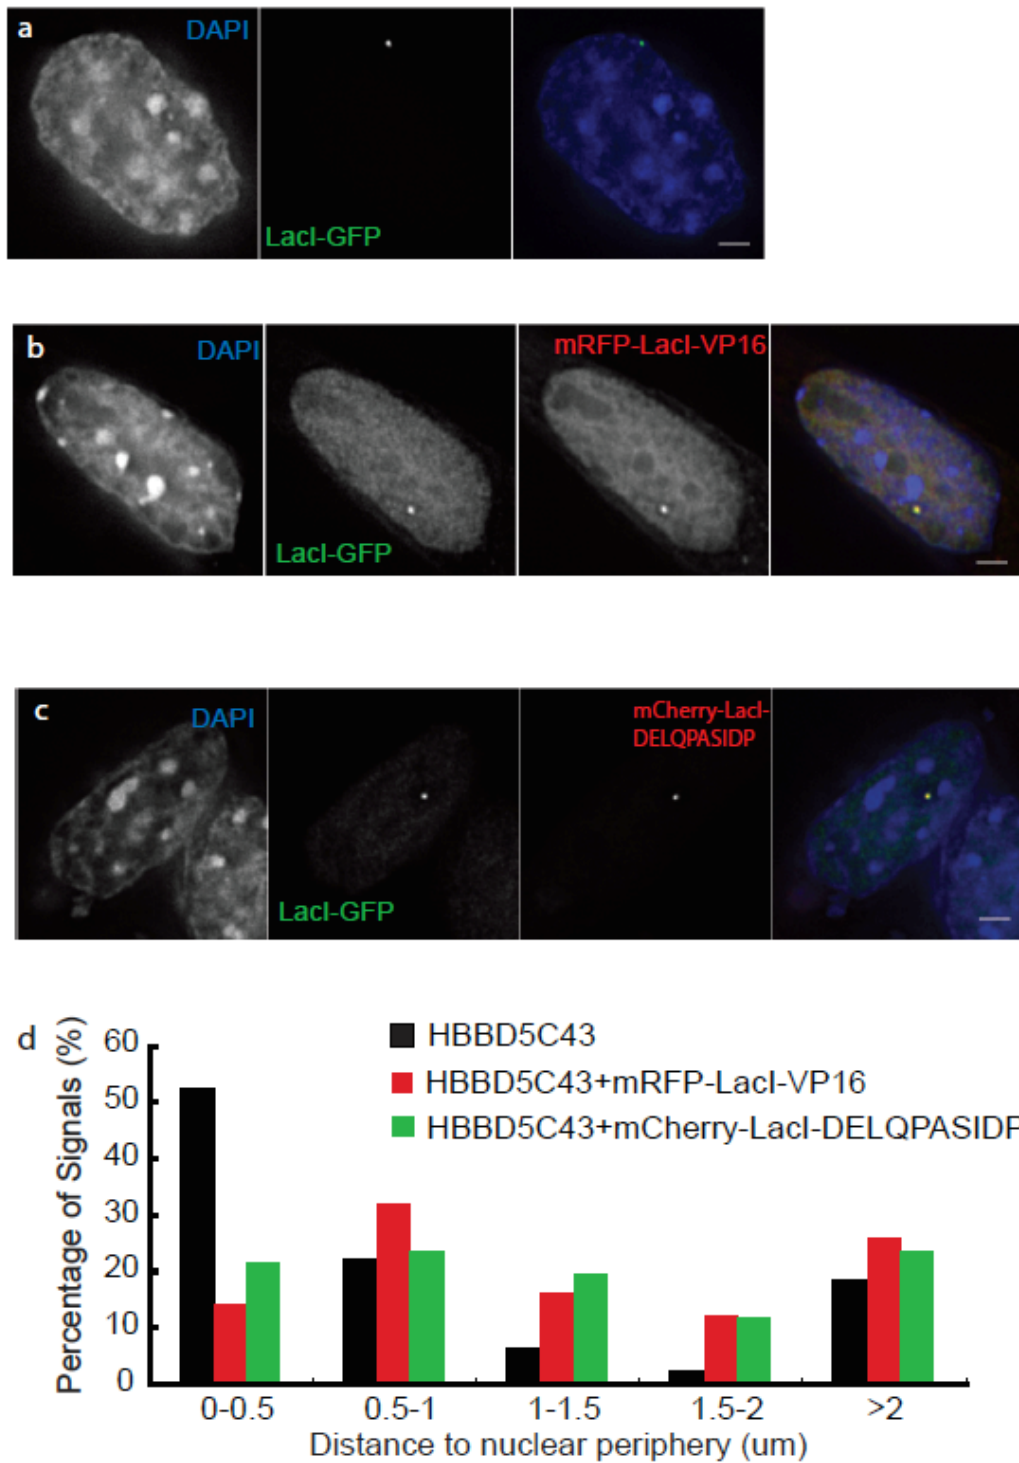 a
DAPI
LacI-GFP
b
DAPI
LacI-GFP
mRFP-LacI-VP16
c
DAPI
LacI-GFP
mCherry-LacI-
DELQPASIDP
d
Percentage of Signals (%)
60
50
40
30
20
10
0
HBBD5C43
HBBD5C43+mRFP-LacI-VP16
HBBD5C43+mCherry-LacI-DELQPASIDP
0-0.5 0.5-1 1-1.5 1.5-2 >2
Distance to nuclear periphery (um)